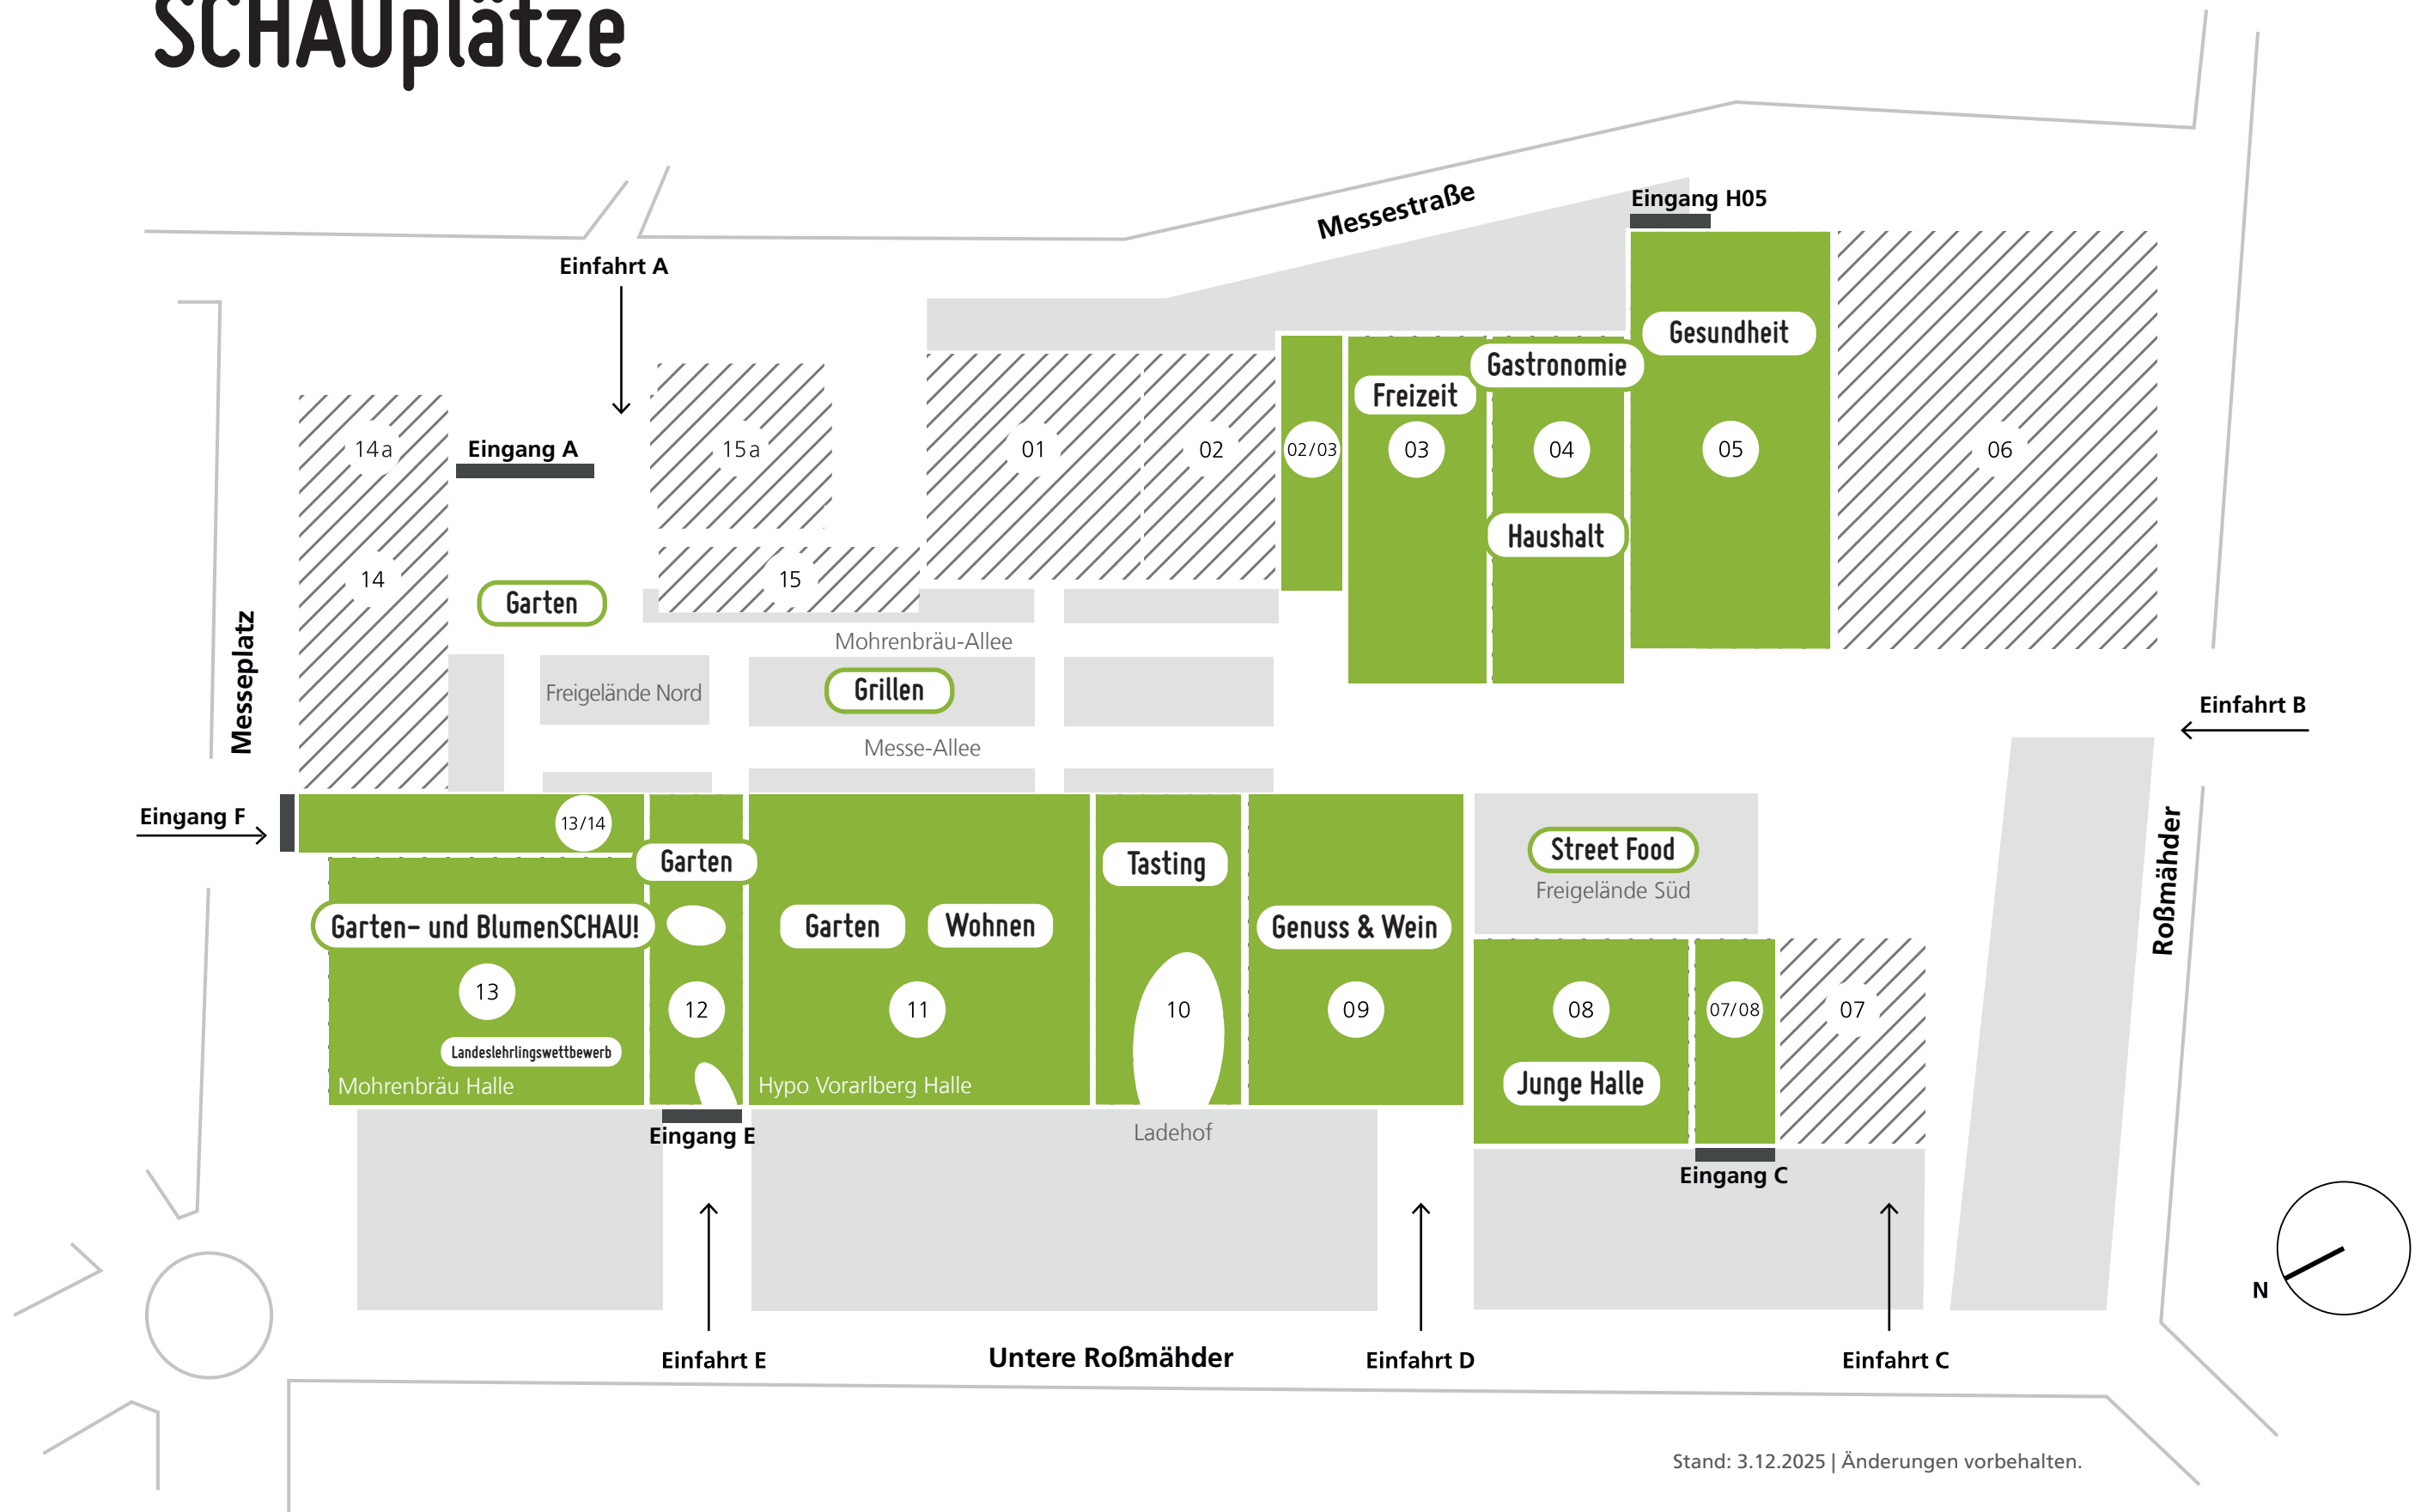 SCHAUplätze
Messestraße
Eingang H05
Einfahrt A
Gesundheit
Gastronomie
Freizeit
14a
Eingang A
15a
01
02
02/03
03
04
05
06
Haushalt
14
15
Garten
Mohrenbräu-Allee
Messeplatz
Freigelände Nord
Grillen
Einfahrt B
Messe-Allee
Eingang F
13/14
Garten
Tasting
Street Food
Freigelände Süd
Roßmähder
Garten- und BlumenSCHAU!
Garten
Wohnen
Genuss & Wein
13
12
11
10
09
08
07/08
07
Landeslehrlingswettbewerb
Mohrenbräu Halle
Hypo Vorarlberg Halle
Junge Halle
Eingang E
Ladehof
Eingang C
N
Einfahrt E
Untere Roßmähder
Einfahrt D
Einfahrt C
Stand: 3.12.2025 | Änderungen vorbehalten.